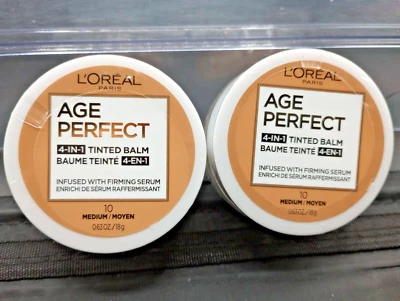 L'ORÉAL
PARIS
AGE
PERFECT
4-IN-1 TINTED BALM
BAUME TEINTÉ 4-EN-1
INFUSED WITH FIRMING SERUM
ENRICHI DE SÉRUM RAFFERMISSANT
10
MEDIUM/MOYEN
0.63 OZ/18g
L'ORÉAL
PARIS
AGE
PERFECT
4-IN-1 TINTED BALM
BAUME TEINTÉ 4-EN-1
INFUSED WITH FIRMING SERUM
ENRICHI DE SÉRUM RAFFERMISSANT
10
MEDIUM/MOYEN
0.63 OZ/18g